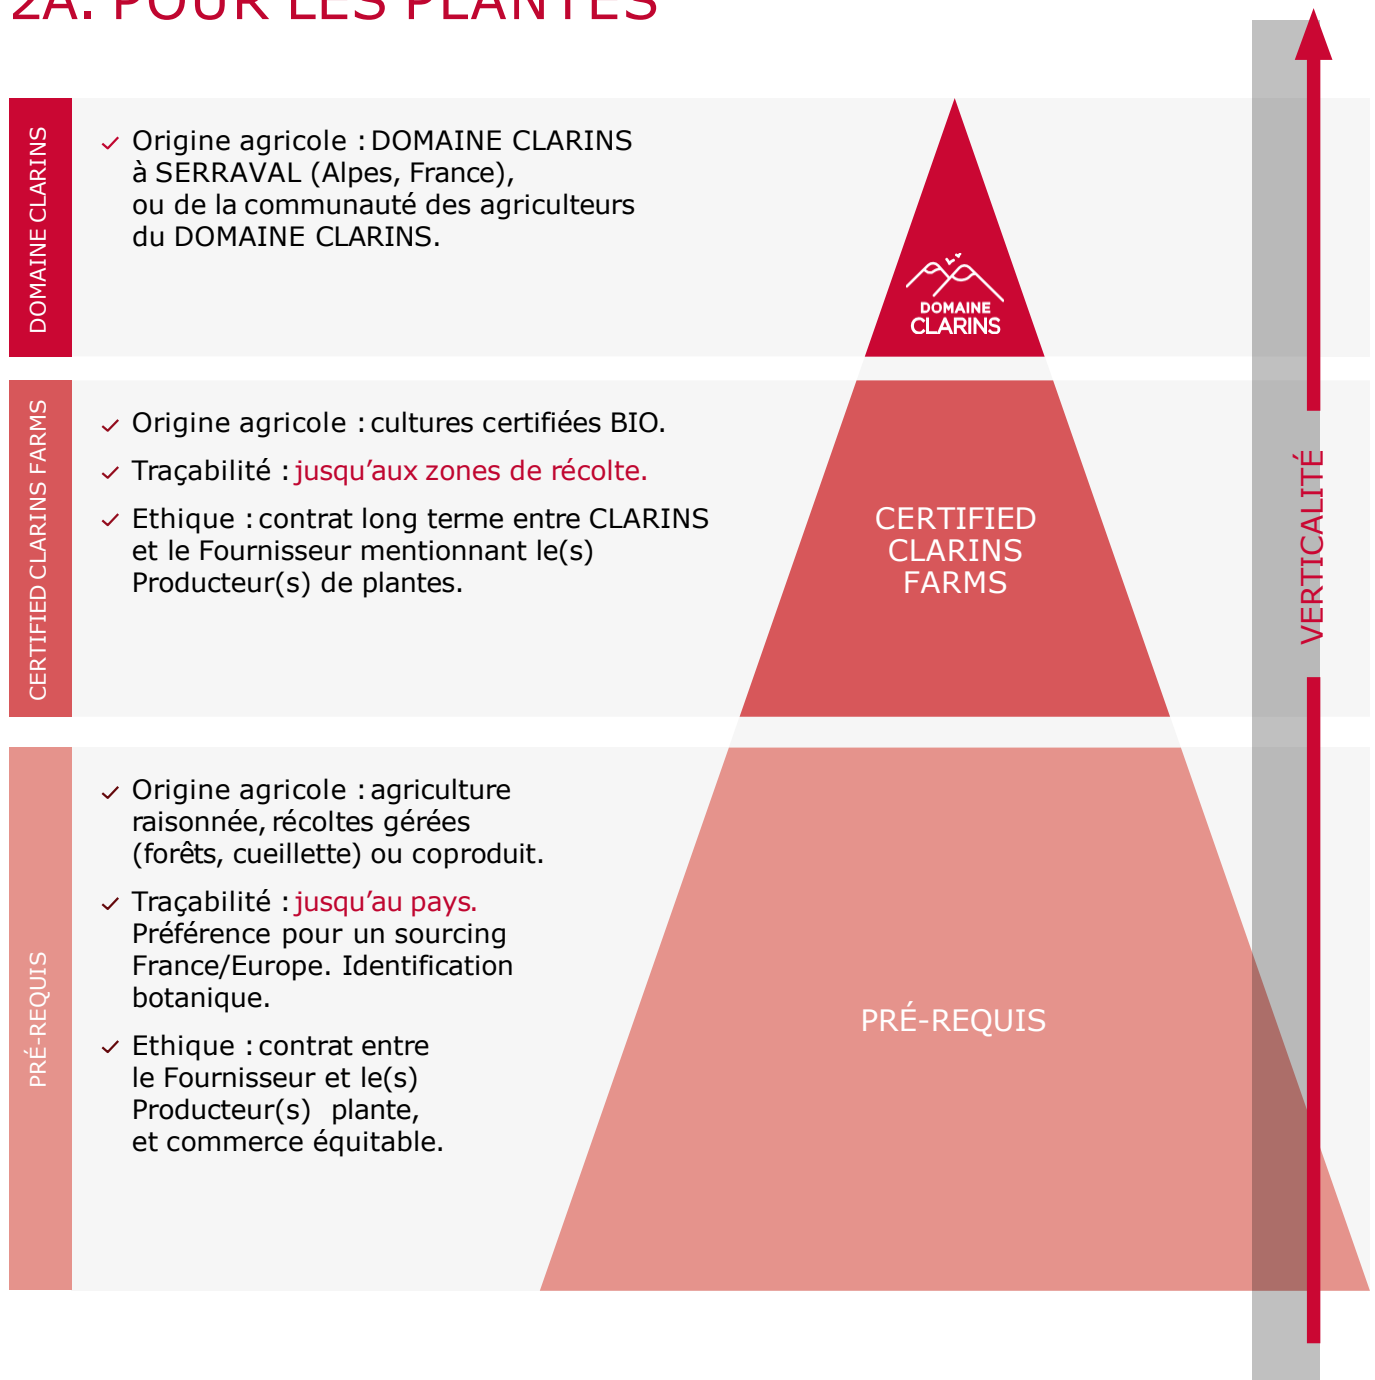 2A. POUR LES PLANTES
DOMAINE CLARINS
Origine agricole : DOMAINE CLARINS
à SERRAVAL (Alpes, France),
ou de la communauté des agriculteurs
du DOMAINE CLARINS.
DOMAINE
CLARINS
CERTIFIED CLARINS FARMS
Origine agricole : cultures certifiées BIO.
Traçabilité : jusqu’aux zones de récolte.
Ethique : contrat long terme entre CLARINS
et le Fournisseur mentionnant le(s)
Producteur(s) de plantes.
CERTIFIED
CLARINS
FARMS
VERTICALITÉ
PRÉ-REQUIS
Origine agricole : agriculture
raisonnée, récoltes gérées
(forêts, cueillette) ou coproduit.
Traçabilité : jusqu’au pays.
Préférence pour un sourcing
France/Europe. Identification
botanique.
Ethique : contrat entre
le Fournisseur et le(s)
Producteur(s) plante,
et commerce équitable.
PRÉ-REQUIS